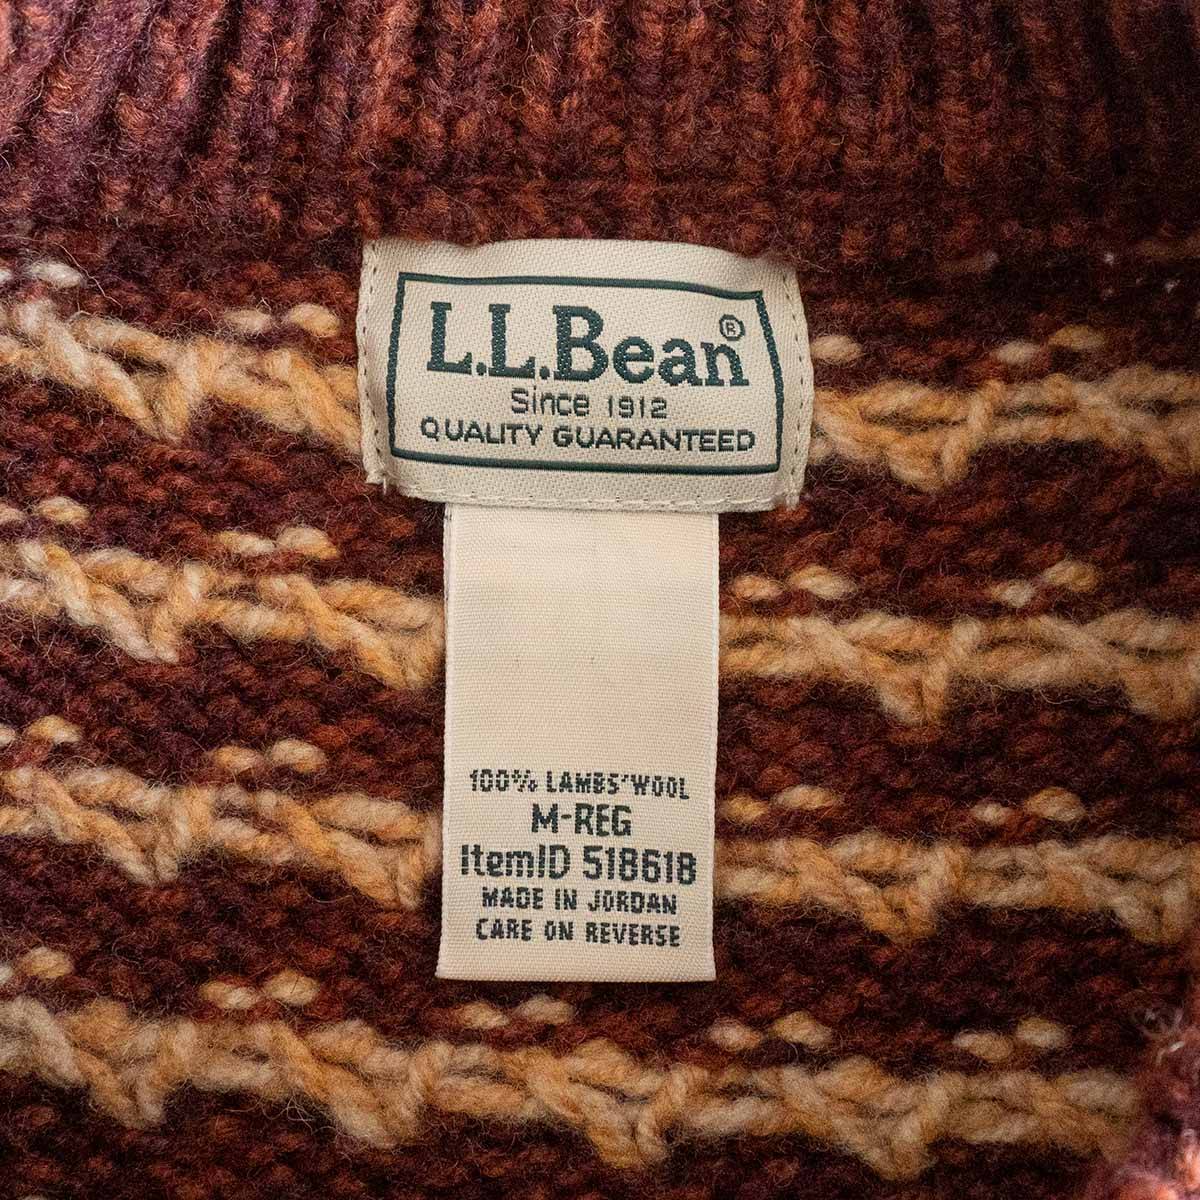 L.L.Bean®
Since 1912
QUALITY GUARANTEED
100% LAMBS'WOOL
M-REG
ItemID 518618
MADE IN JORDAN
CARE ON REVERSE